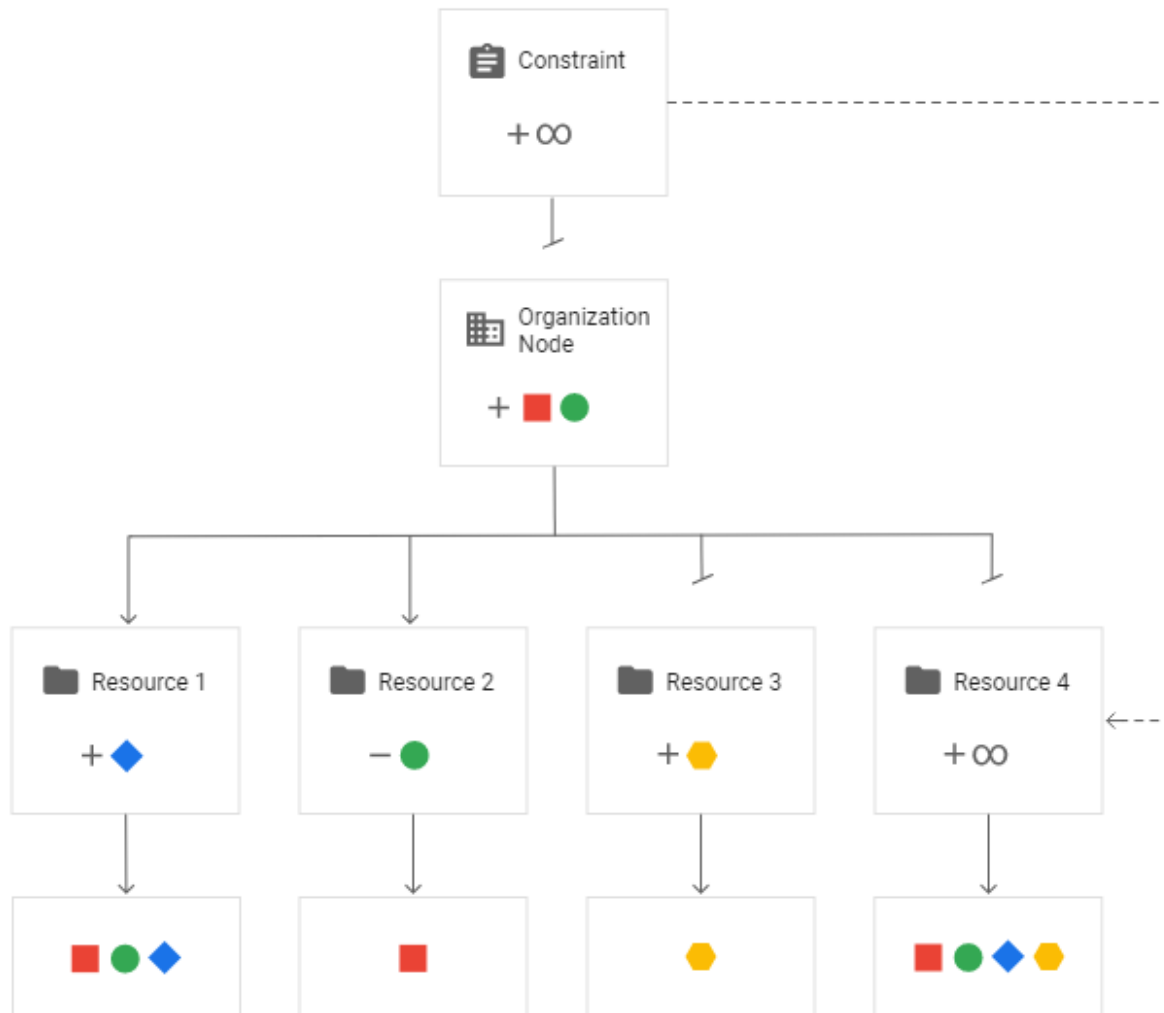 Constraint
+∞
Organization
Node
+
Resource 1
Resource 2
Resource 3
Resource 4
+
−
+
+∞